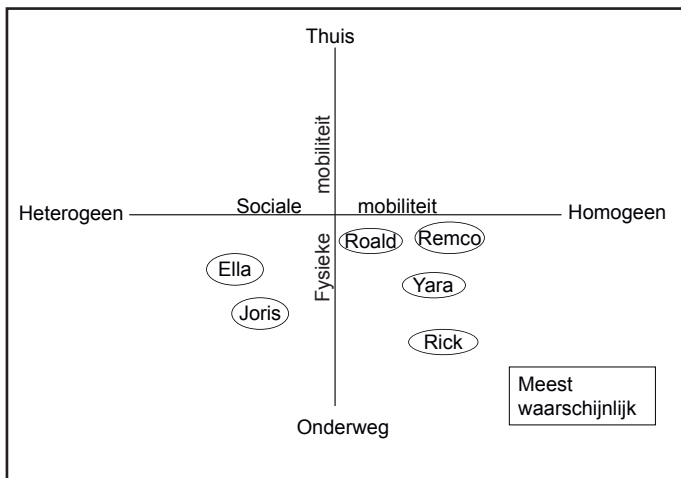 Thuis
Fysieke mobiliteit
Heterogeen Sociale mobiliteit Homogeen
Roald Remco
Ella
Yara
Joris
Rick
Meest
waarschijnlijk
Onderweg